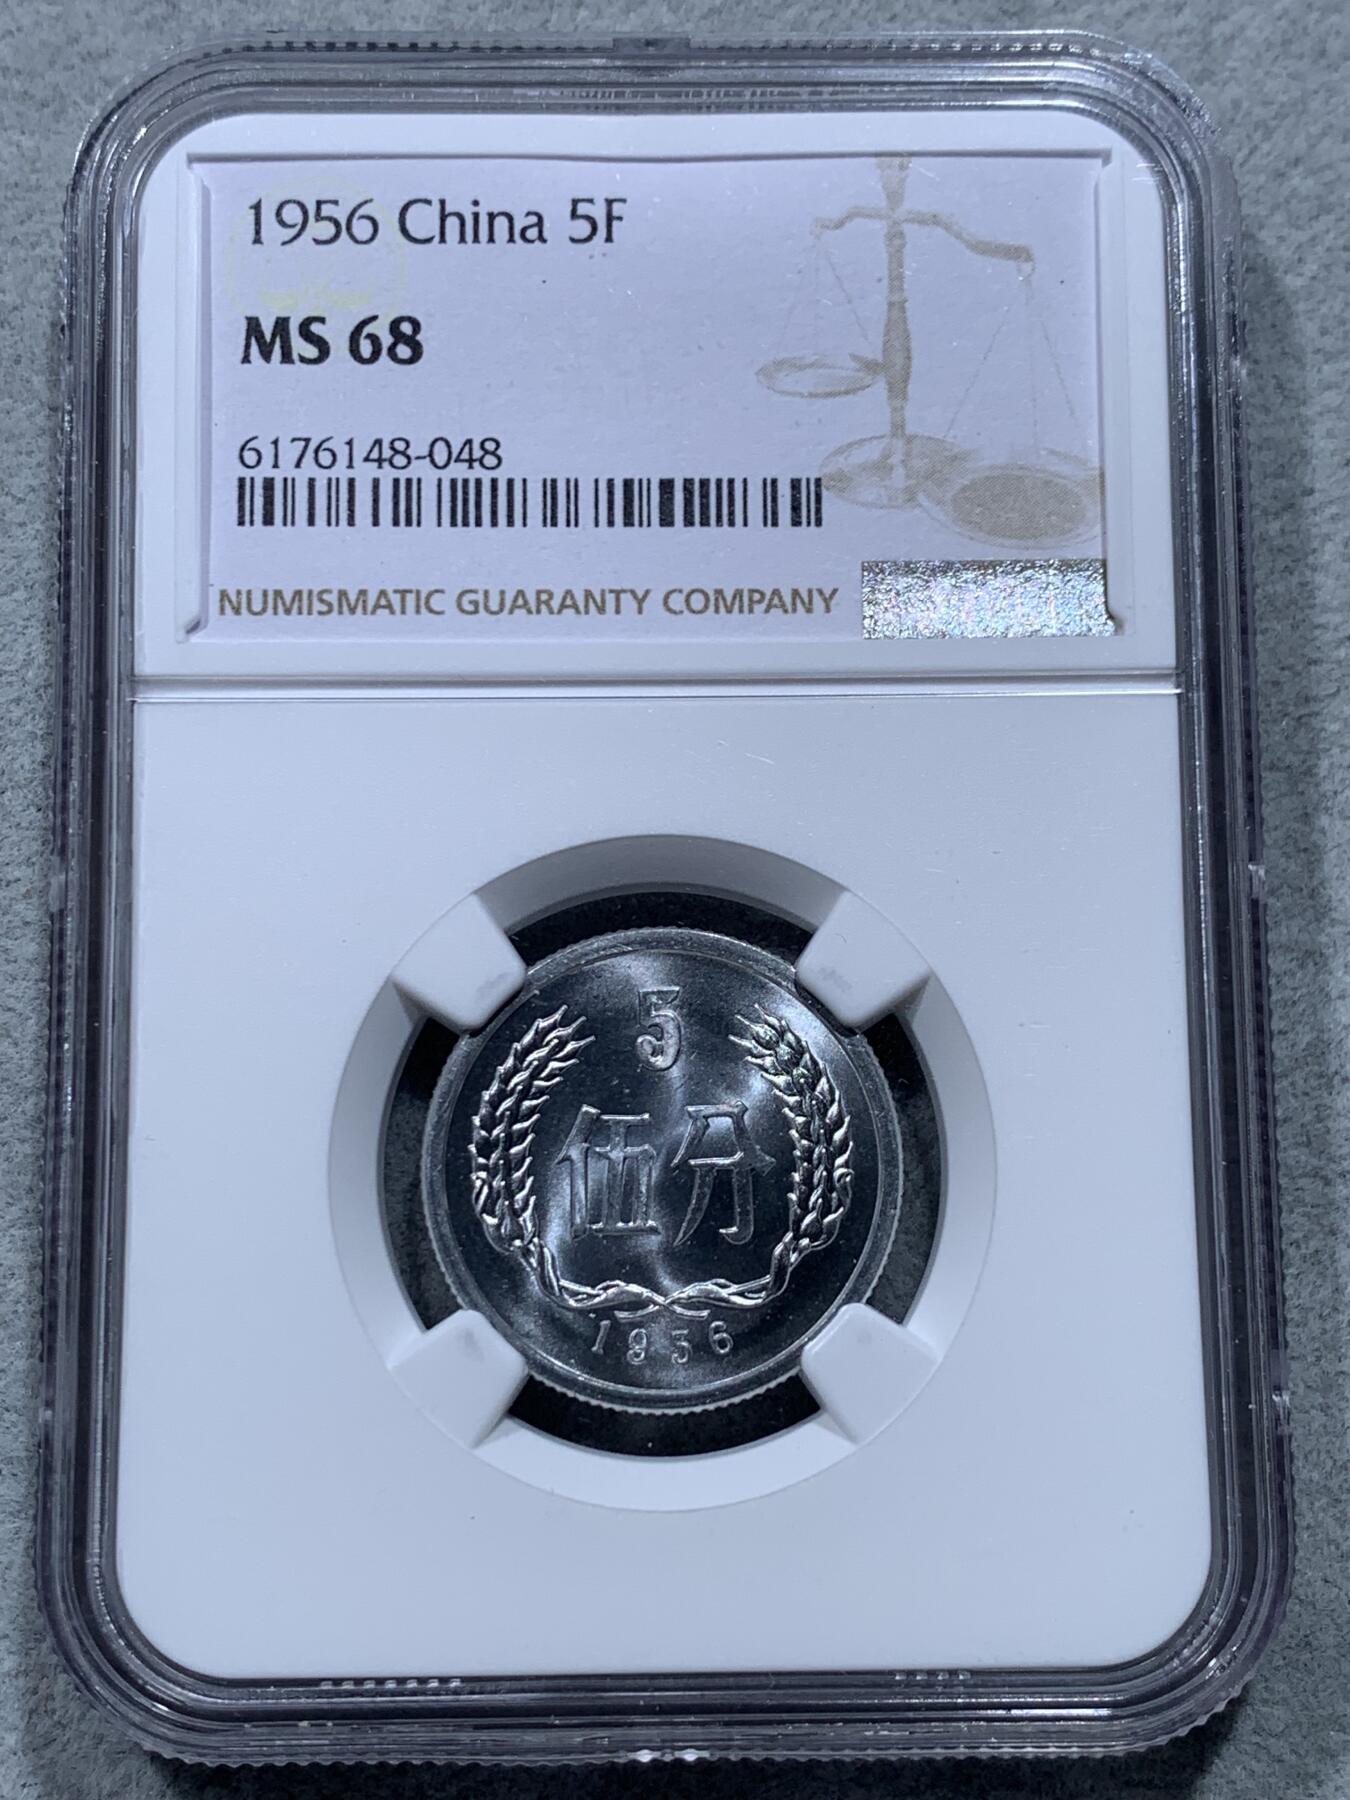 1956 China 5F
MS 68
6176148-048
NUMISMATIC GUARANTY COMPANY
5
伍分
1956